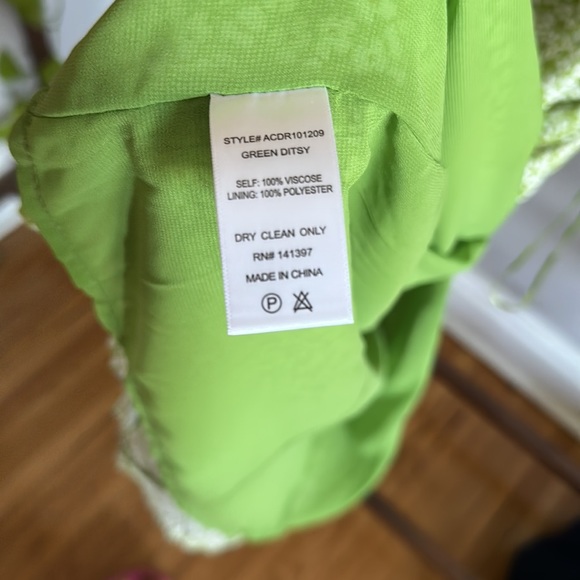 STYLE# ACDR101209
GREEN DITSY
SELF: 100% VISCOSE
LINING: 100% POLYESTER
DRY CLEAN ONLY
RN# 141397
MADE IN CHINA
P